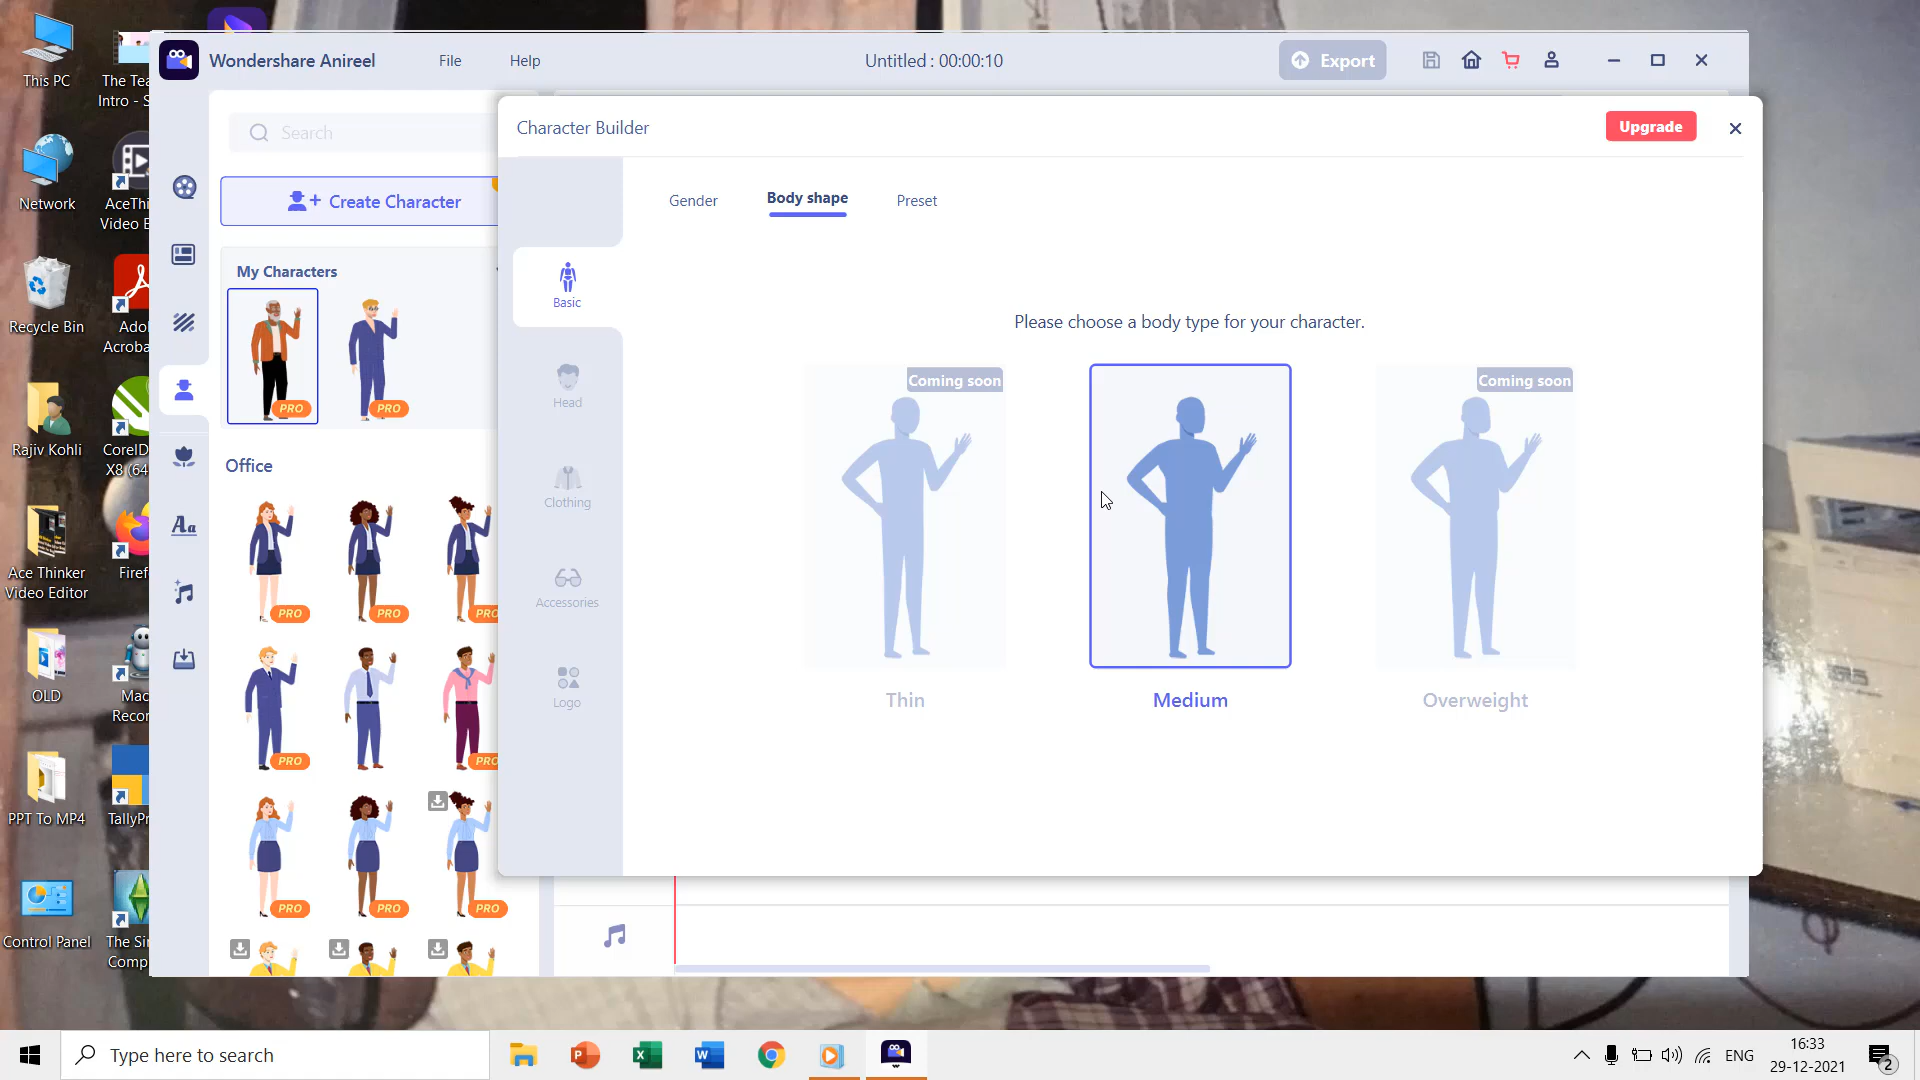 This PC
The Tea
Intro - S
Network
AceThi
Video E
Recycle Bin
Adob
Acrobat
Rajiv Kohli
CorelD
X8 (64
Ace Thinker
Video Editor
Firef
OLD
Mac
Recor
PPT To MP4
TallyPr
Control Panel
The Si
Comp
Wondershare Anireel
File
Help
Untitled : 00:00:10
Export
Search
Create Character
My Characters
PRO
PRO
Office
PRO
PRO
PRO
PRO
PRO
PRO
PRO
PRO
Aa
Character Builder
Upgrade
Gender
Body shape
Preset
Basic
Head
Clothing
Accessories
Logo
Please choose a body type for your character.
Coming soon
Coming soon
Thin
Medium
Overweight
Type here to search
ENG
16:33
29-12-2021
2